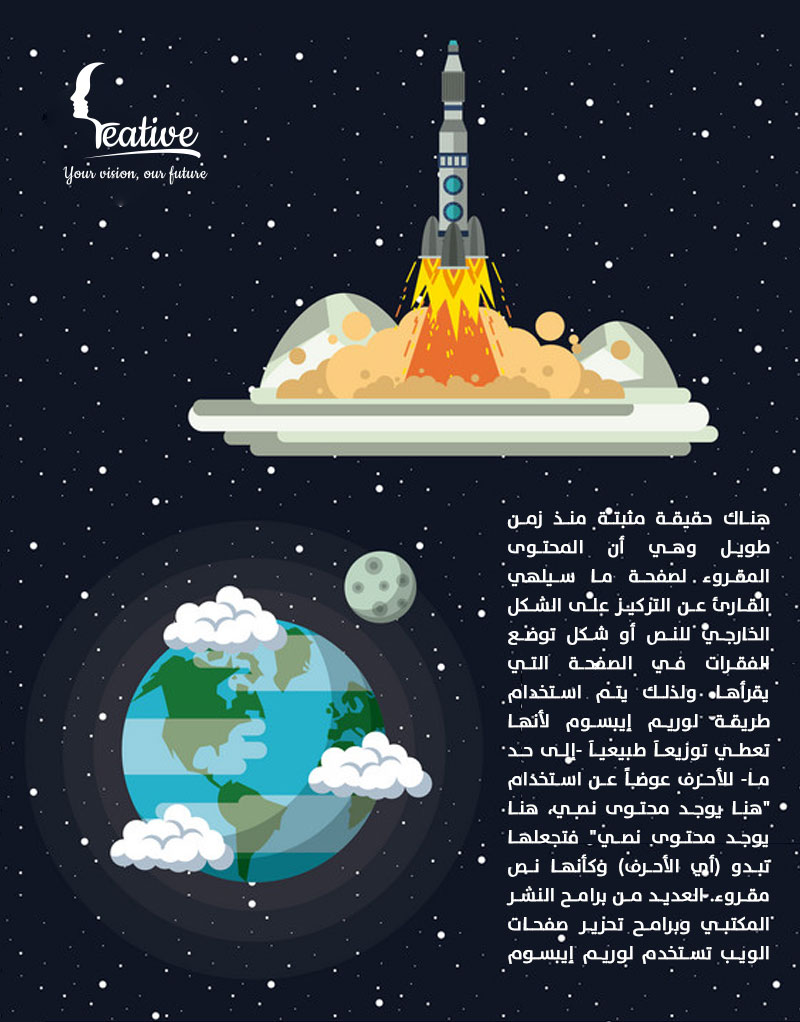 Creative
Your vision, our future
هناك حقيقة مثبتة منذ زمن
طويل وهي أن المحتوى
المقروء لصفحة ما سيلهي
القارئ عن التركيز على الشكل
الخارجي للنص أو شكل توضع
الفقرات في الصفحة التي
يقرأها. ولذلك يتم استخدام
طريقة لوريم إيبسوم لأنها
تعطي توزيعاَ طبيعياَ -إلى حد
ما- للأحرف عوضاً عن استخدام
"هنا يوجد محتوى نصي، هنا
يوجد محتوى نصي" فتجعلها
تبدو (أي الأحرف) وكأنها نص
مقروء. العديد من برامح النشر
المكتبي وبرامح تحرير صفحات
الويب تستخدم لوريم إيبسوم